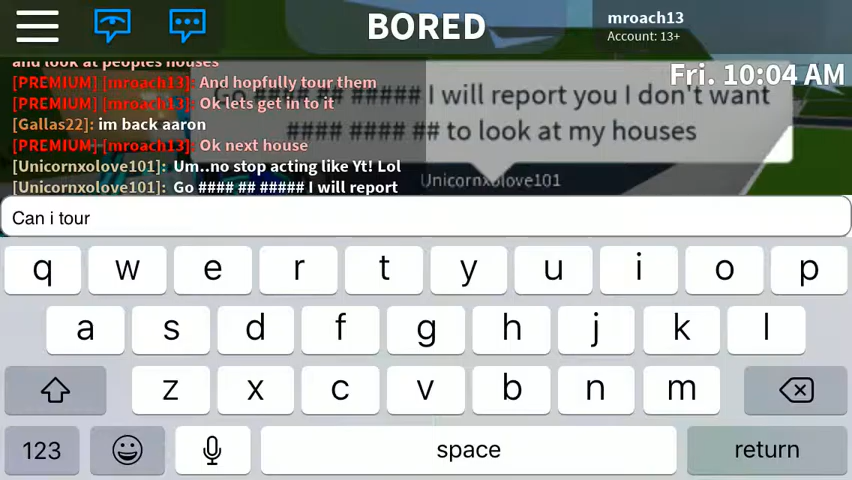 BORED
mroach13
Account: 13+
Fri. 10:04 AM
and look at peoples houses
[PREMIUM] [mroach13]: And hopfully tour them
[PREMIUM] [mroach13]: Ok lets get in to it
[Gallas22]: im back aaron
[PREMIUM] [mroach13]: Ok next house
[Unicornxolove101]: Um..no stop acting like Yt! Lol
[Unicornxolove101]: Go #### ## ##### I will report
Go #### ## ##### I will report you I don't want
#### #### ## to look at my houses
Unicornxolove101
Can i tour
q w e r t y u i o p
a s d f g h j k l
z x c v b n m
123 space return